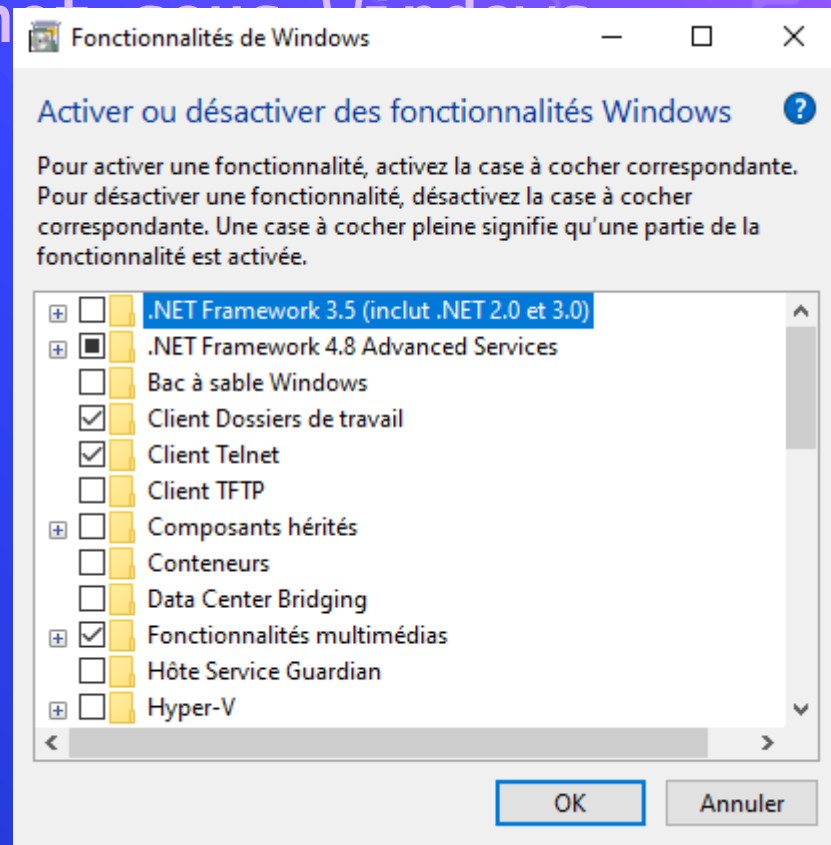 net sous Windows
Fonctionnalités de Windows
Activer ou désactiver des fonctionnalités Windows
Pour activer une fonctionnalité, activez la case à cocher correspondante.
Pour désactiver une fonctionnalité, désactivez la case à cocher
correspondante. Une case à cocher pleine signifie qu'une partie de la
fonctionnalité est activée.
.NET Framework 3.5 (inclut .NET 2.0 et 3.0)
.NET Framework 4.8 Advanced Services
Bac à sable Windows
Client Dossiers de travail
Client Telnet
Client TFTP
Composants hérités
Conteneurs
Data Center Bridging
Fonctionnalités multimédias
Hôte Service Guardian
Hyper-V
OK
Annuler